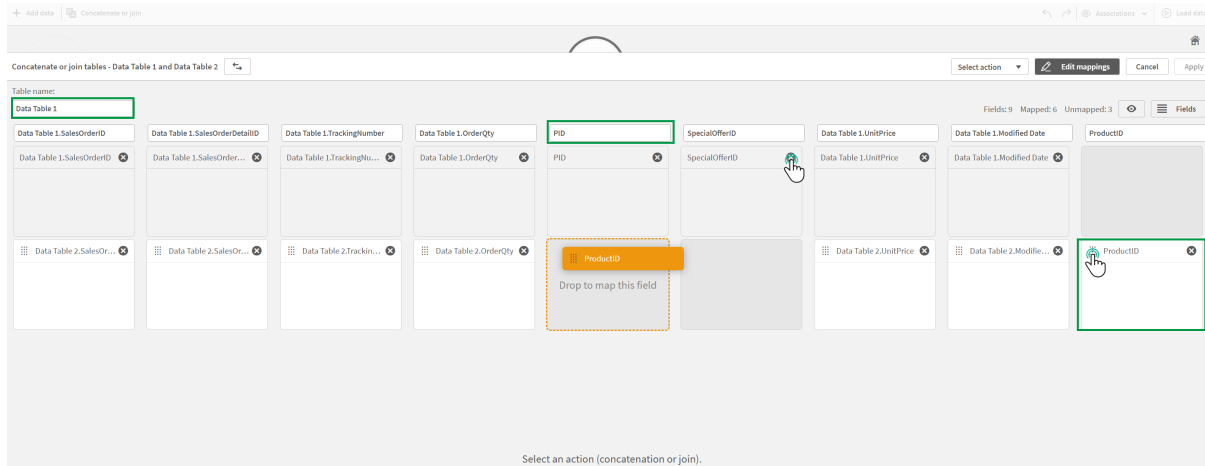 + Add data Concatenate or join Associations Load data
Concatenate or join tables - Data Table 1 and Data Table 2 Select action Edit mappings Cancel Apply
Table name:
Data Table 1 Fields: 9 Mapped: 6 Unmapped: 3 Fields
Data Table 1.SalesOrderID Data Table 1.SalesOrderDetailID Data Table 1.TrackingNumber Data Table 1.OrderQty PID SpecialOfferID Data Table 1.UnitPrice Data Table 1.Modified Date ProductID
Data Table 1.SalesOrderID Data Table 1.SalesOrder... Data Table 1.TrackingNu... Data Table 1.OrderQty PID SpecialOfferID Data Table 1.UnitPrice Data Table 1.Modified Date
Data Table 2.SalesOr... Data Table 2.SalesOr... Data Table 2.Trackin... Data Table 2.OrderQty ProductID Data Table 2.UnitPrice Data Table 2.Modifie... ProductID
Drop to map this field
Select an action (concatenation or join).